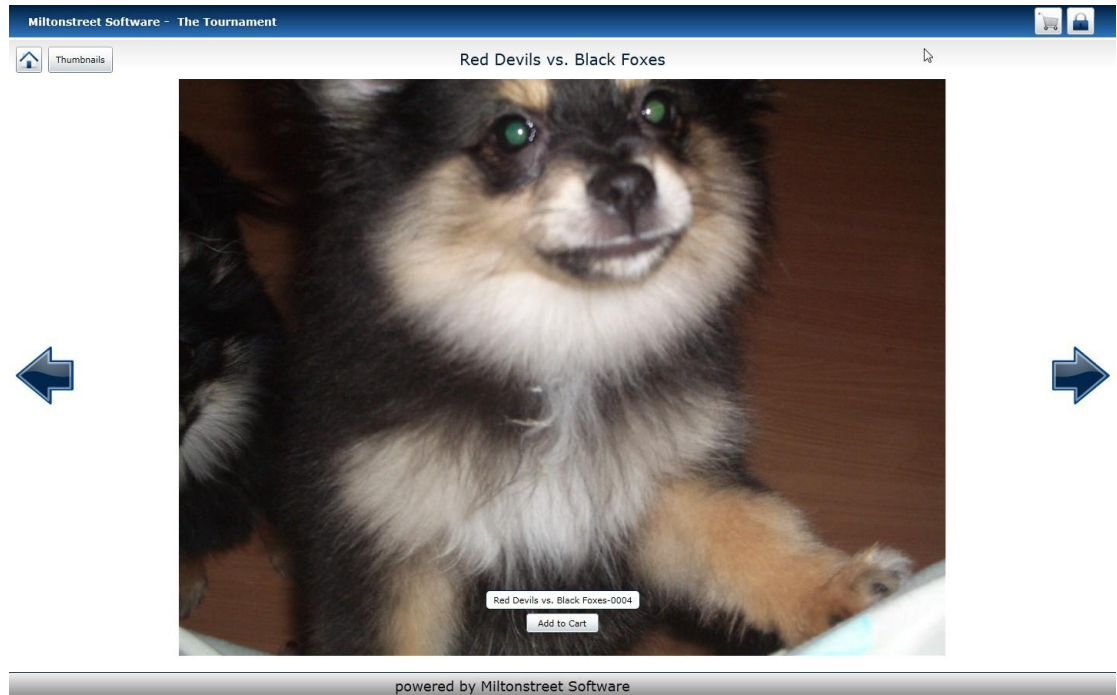 Miltonstreet Software - The Tournament
Thumbnails
Red Devils vs. Black Foxes
Red Devils vs. Black Foxes-0004
Add to Cart
powered by Miltonstreet Software